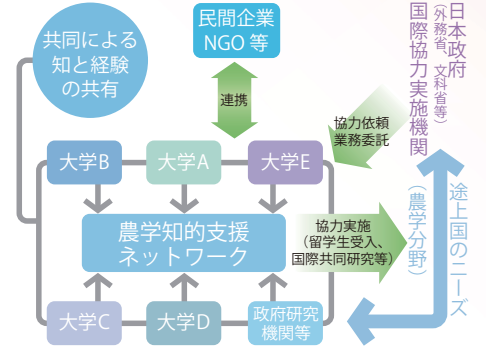 共同による
知と経験
の共有
民間企業
NGO 等
連携
日本政府
（外務省、文科省等）
国際協力実施機関
協力依頼
業務委託
大学B
大学A
大学E
農学知的支援
ネットワーク
協力実施
（留学生受入、
国際共同研究等）
途上国のニーズ
（農学分野）
大学C
大学D
政府研究
機関等